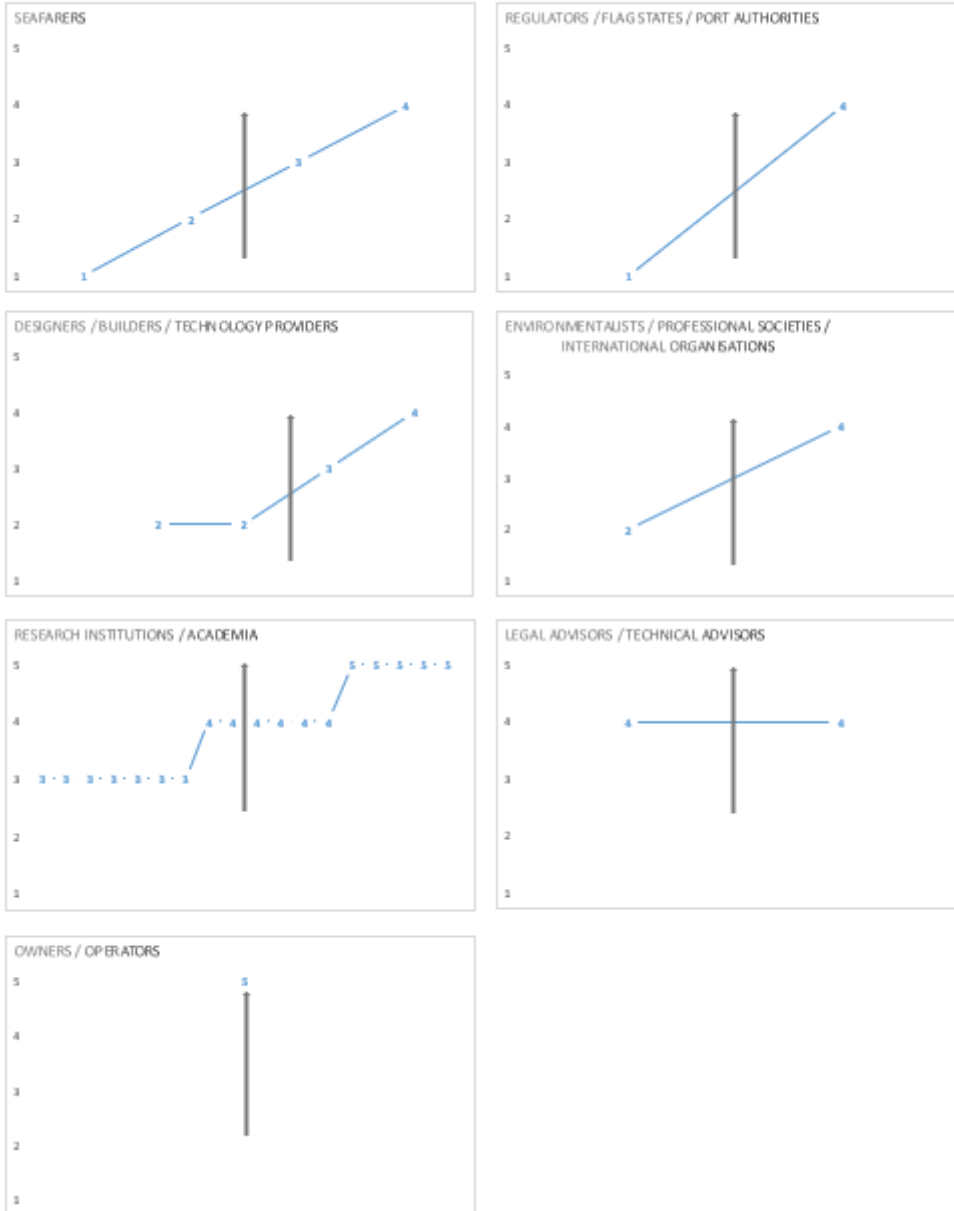 SEAFARERS
5
4 4
3 3
2 2
1 1
REGULATORS / FLAG STATES / PORT AUTHORITIES
5
4 4
3
2
1 1
DESIGNERS / BUILDERS / TECHNOLOGY PROVIDERS
5
4 4
3 3
2 2 2
1
ENVIRONMENTALISTS / PROFESSIONAL SOCIETIES /
INTERNATIONAL ORGANISATIONS
5
4 4
3
2 2
1
RESEARCH INSTITUTIONS / ACADEMIA
5 5 5 5 5 5
4 4 4 4 4 4 4
3 3 3 3 3 3 3 3
2
1
LEGAL ADVISORS / TECHNICAL ADVISORS
5
4 4 4
3
2
1
OWNERS / OPERATORS
5 5
4
3
2
1